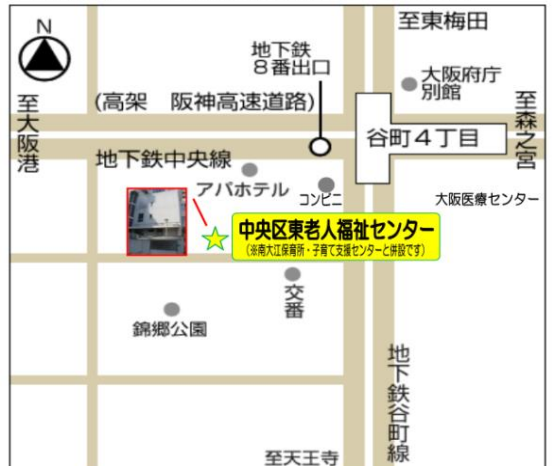 N
至東梅田
地下鉄
8番出口
大阪府庁
別館
至大阪港
(高架　阪神高速道路)
至森之宮
谷町4丁目
地下鉄中央線
アパホテル
コンビニ
大阪医療センター
中央区東老人福祉センター
(※南大江保育所・子育て支援センターと併設です)
交番
錦郷公園
地下鉄谷町線
至天王寺